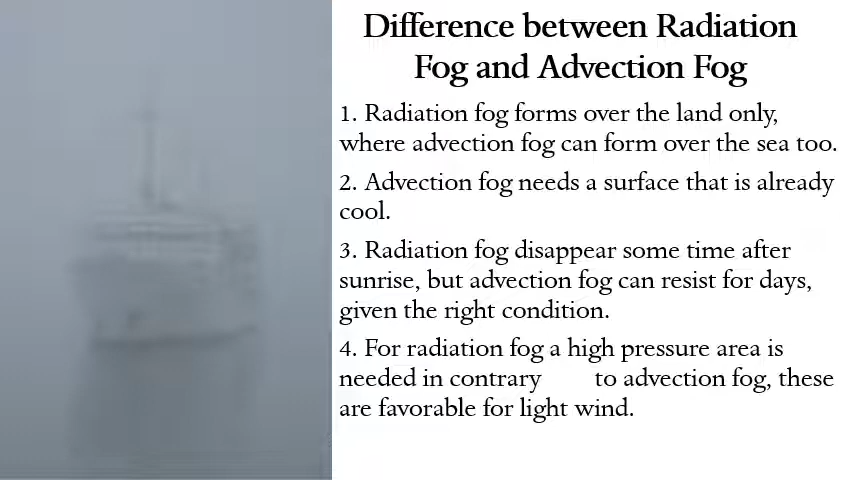 Difference between Radiation
Fog and Advection Fog
1. Radiation fog forms over the land only,
where advection fog can form over the sea too.
2. Advection fog needs a surface that is already
cool.
3. Radiation fog disappear some time after
sunrise, but advection fog can resist for days,
given the right condition.
4. For radiation fog a high pressure area is
needed in contrary to advection fog, these
are favorable for light wind.